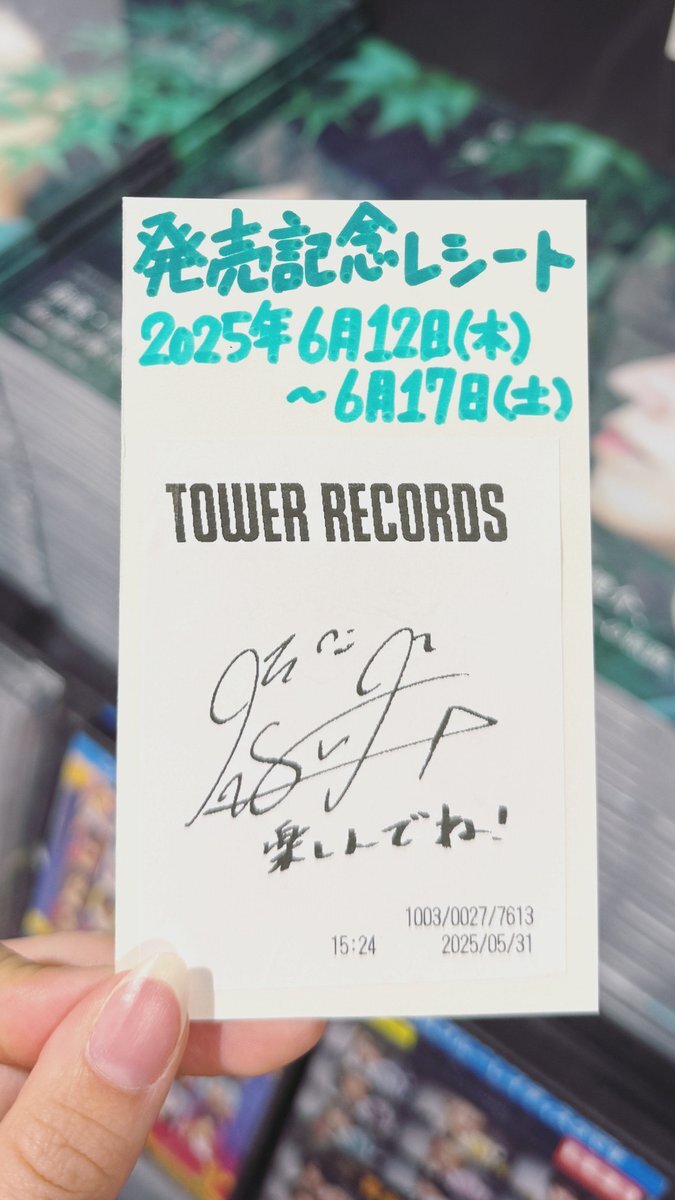 発売記念レシート
2025年6月12日(木)
～6月17日(土)
TOWER RECORDS
楽しんでね!
1003/0027/7613
15:24 2025/05/31